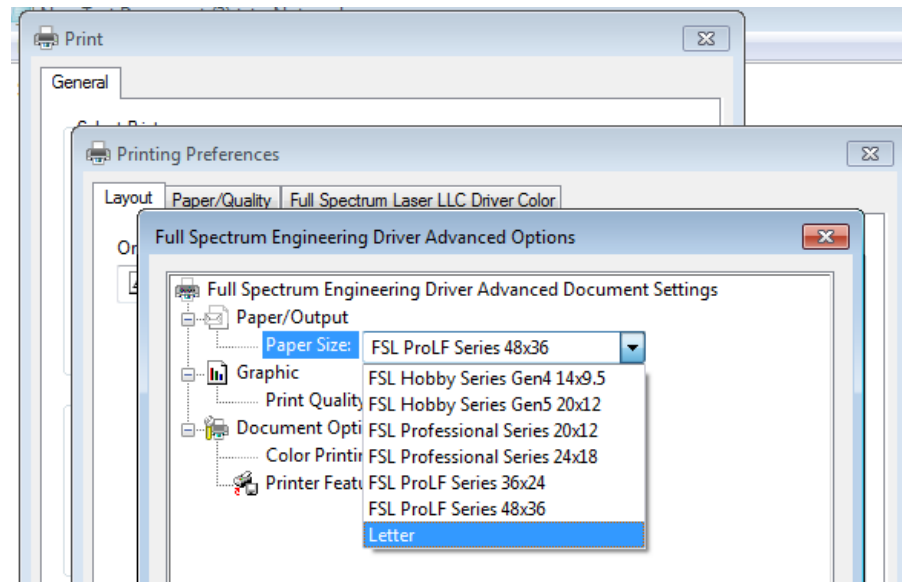 Print
General
Printing Preferences
Layout Paper/Quality Full Spectrum Laser LLC Driver Color
Full Spectrum Engineering Driver Advanced Options
Or
Full Spectrum Engineering Driver Advanced Document Settings
Paper/Output
Paper Size: FSL ProLF Series 48x36
Graphic FSL Hobby Series Gen4 14x9.5
Print Quality FSL Hobby Series Gen5 20x12
Document Opti FSL Professional Series 20x12
Color Printin FSL Professional Series 24x18
Printer Featu FSL ProLF Series 36x24
FSL ProLF Series 48x36
Letter